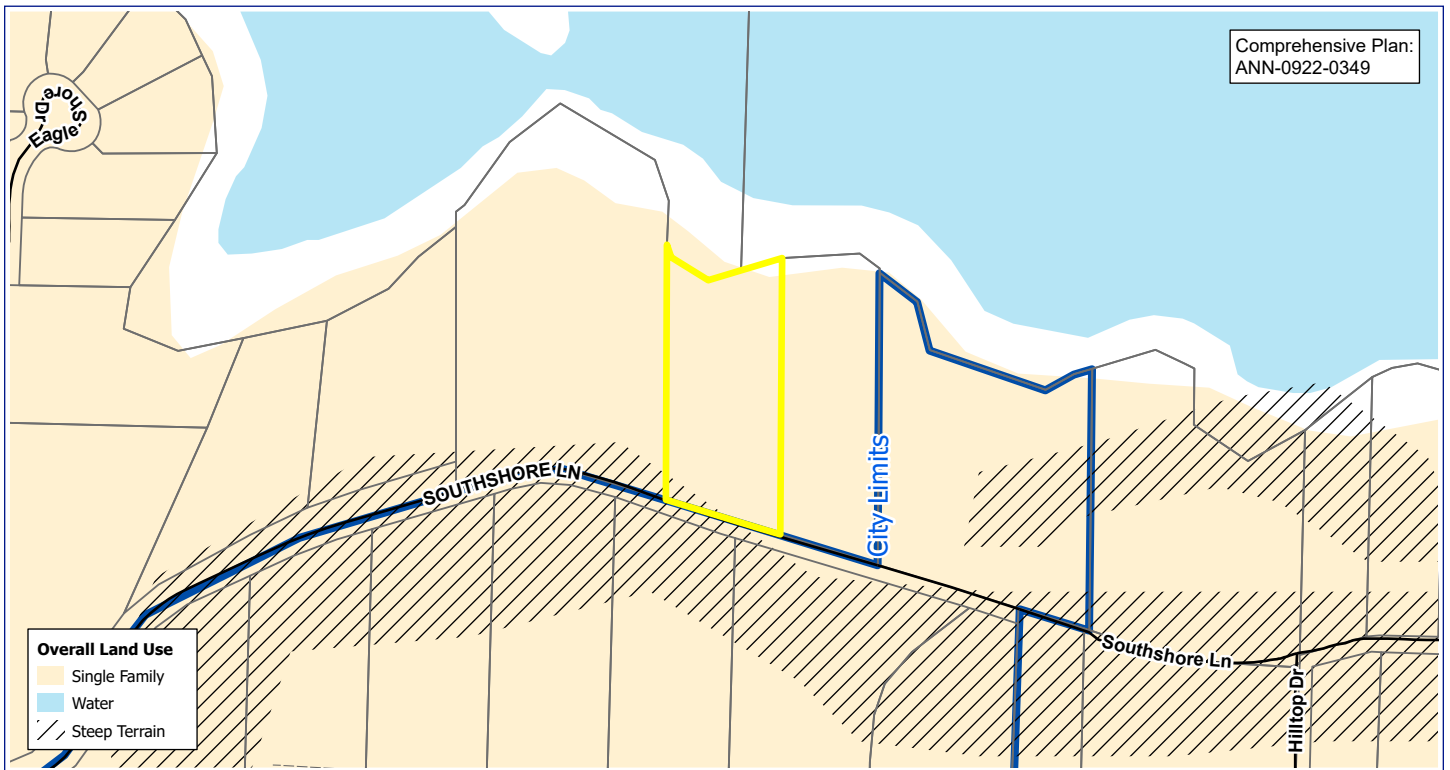 Comprehensive Plan:
ANN-0922-0349
Eagle Shore Dr
SOUTHSHORE LN
City Limits
Southshore Ln
Hilltop Dr
Overall Land Use
Single Family
Water
Steep Terrain